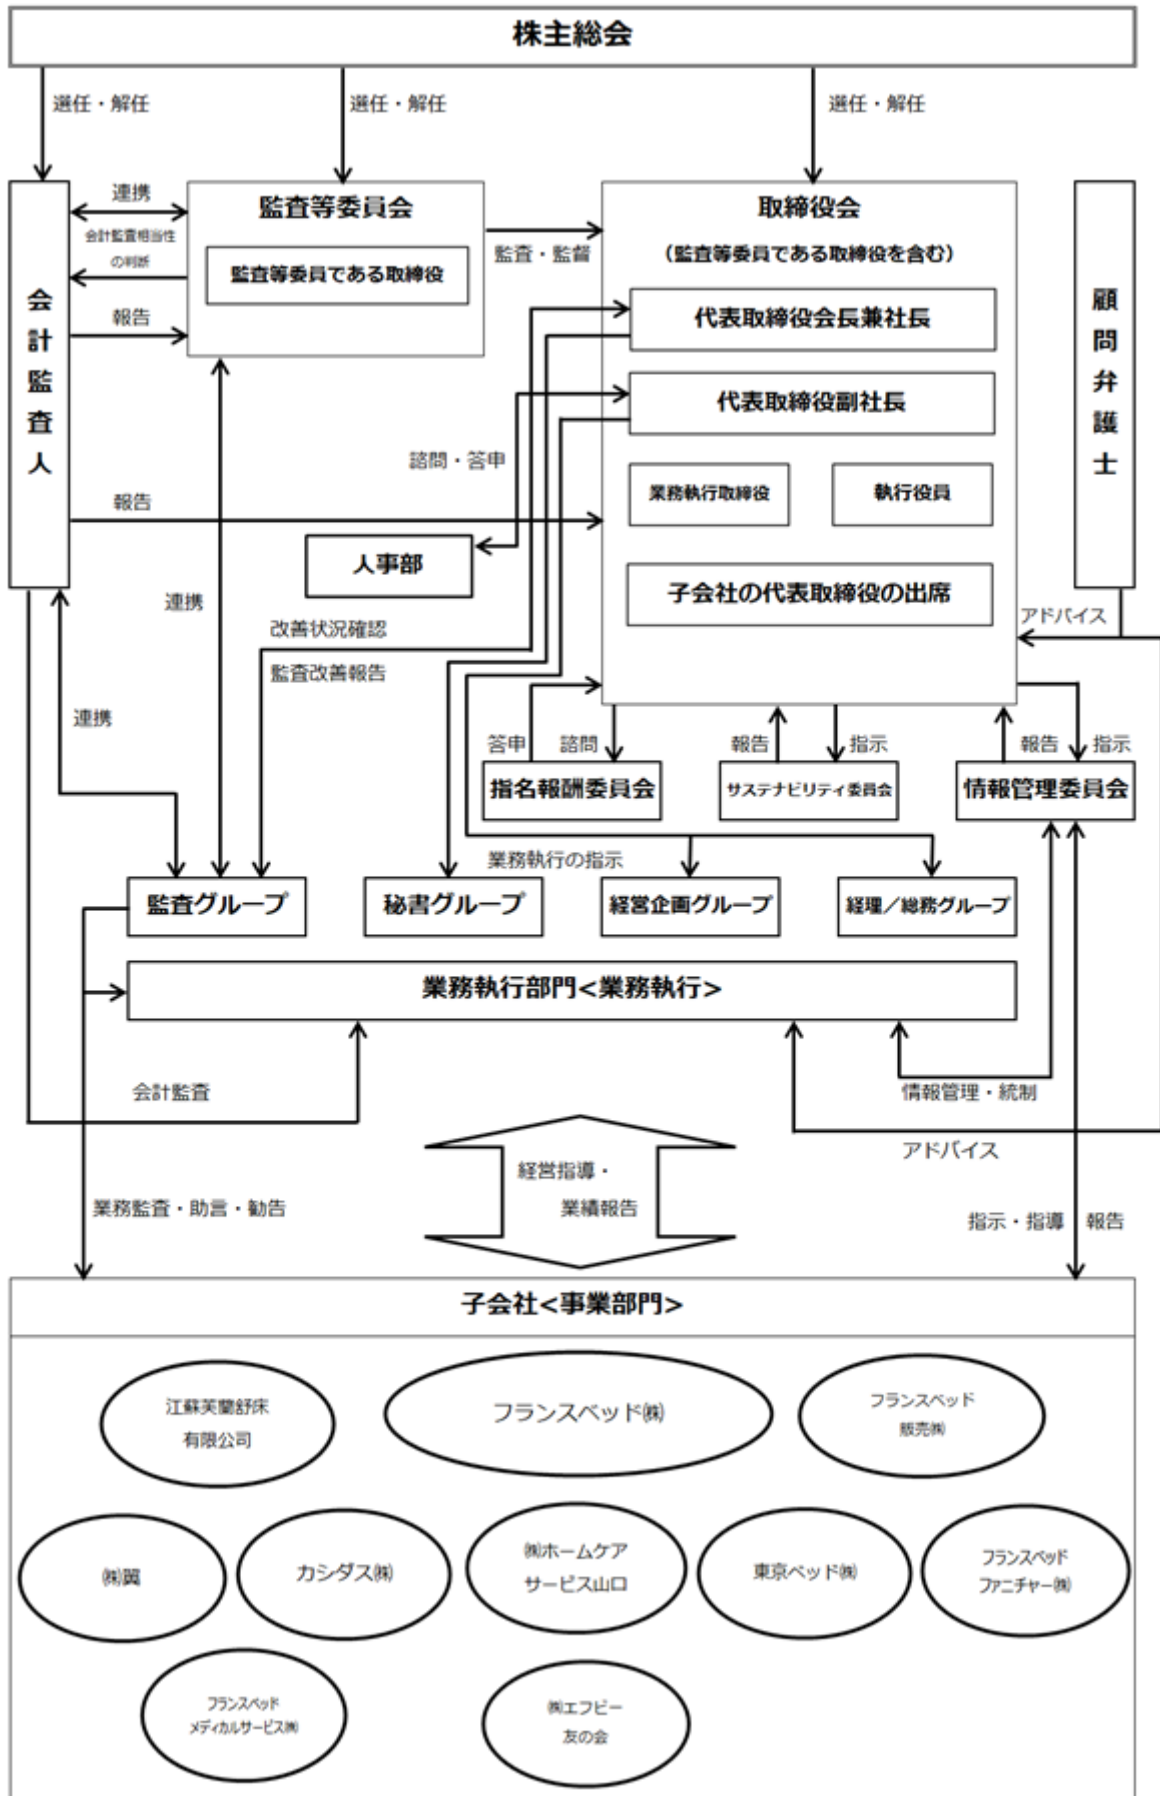 株主総会
選任・解任
選任・解任
選任・解任
会計監査人
連携
会計監査相当性
の判断
報告
監査等委員会
監査等委員である取締役
監査・監督
取締役会
（監査等委員である取締役を含む）
代表取締役会長兼社長
代表取締役副社長
業務執行取締役
執行役員
子会社の代表取締役の出席
顧問弁護士
諮問・答申
報告
人事部
連携
改善状況確認
監査改善報告
アドバイス
連携
答申
諮問
報告
指示
報告
指示
指名報酬委員会
サステナビリティ委員会
情報管理委員会
業務執行の指示
監査グループ
秘書グループ
経営企画グループ
経理／総務グループ
業務執行部門<業務執行>
会計監査
情報管理・統制
アドバイス
経営指導・
業績報告
業務監査・助言・勧告
指示・指導
報告
子会社<事業部門>
江蘇芙蘭舒床
有限公司
フランスベッド㈱
フランスベッド
販売㈱
㈱翼
カシダス㈱
㈱ホームケア
サービス山口
東京ベッド㈱
フランスベッド
ファニチャー㈱
フランスベッド
メディカルサービス㈱
㈱エフビー
友の会